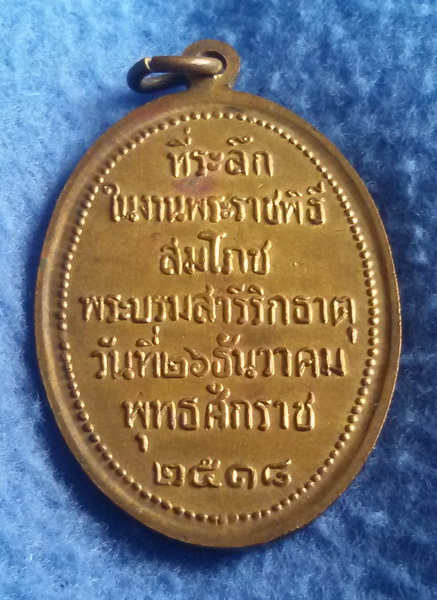 ที่ระลึก
ในงานพระราชพิธี
สมโภช
พระบรมสารีริกธาตุ
วันที่๒๖ธันวาคม
พุทธศักราช
๒๕๓๘